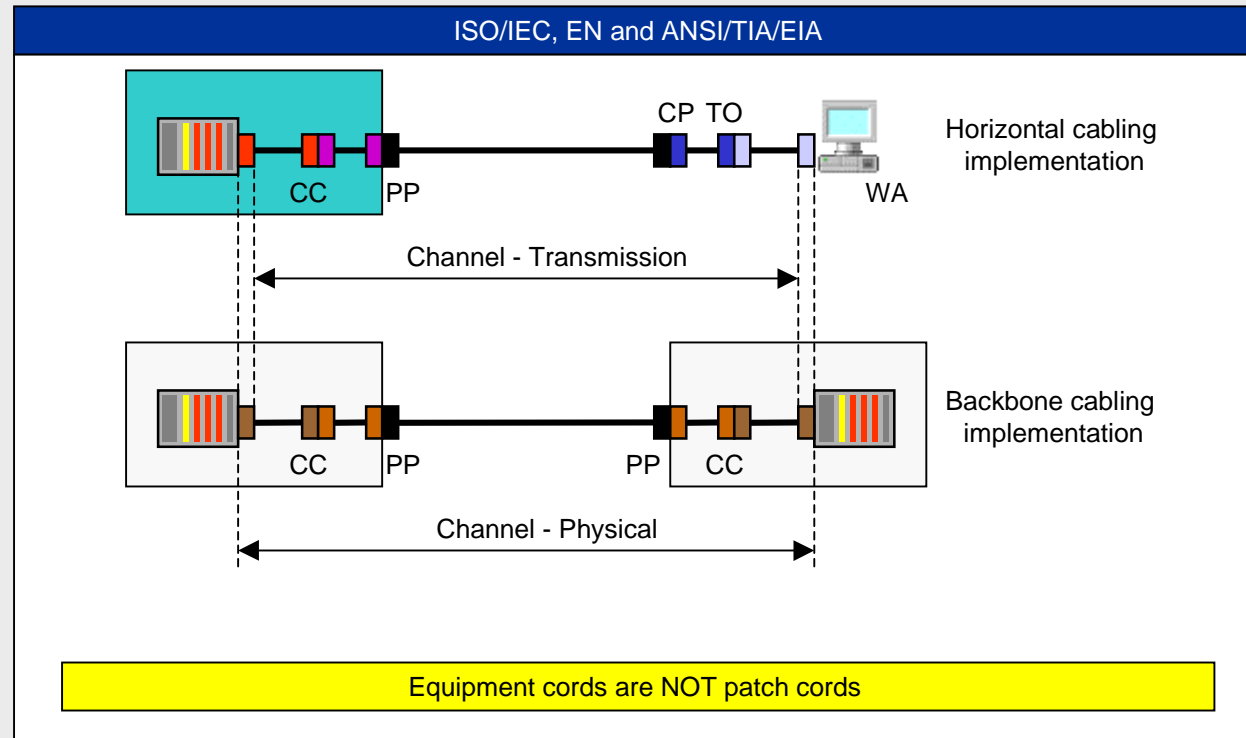 ISO/IEC, EN and ANSI/TIA/EIA
CP TO
Horizontal cabling
implementation
CC PP WA
Channel - Transmission
Backbone cabling
implementation
CC PP PP CC
Channel - Physical
Equipment cords are NOT patch cords